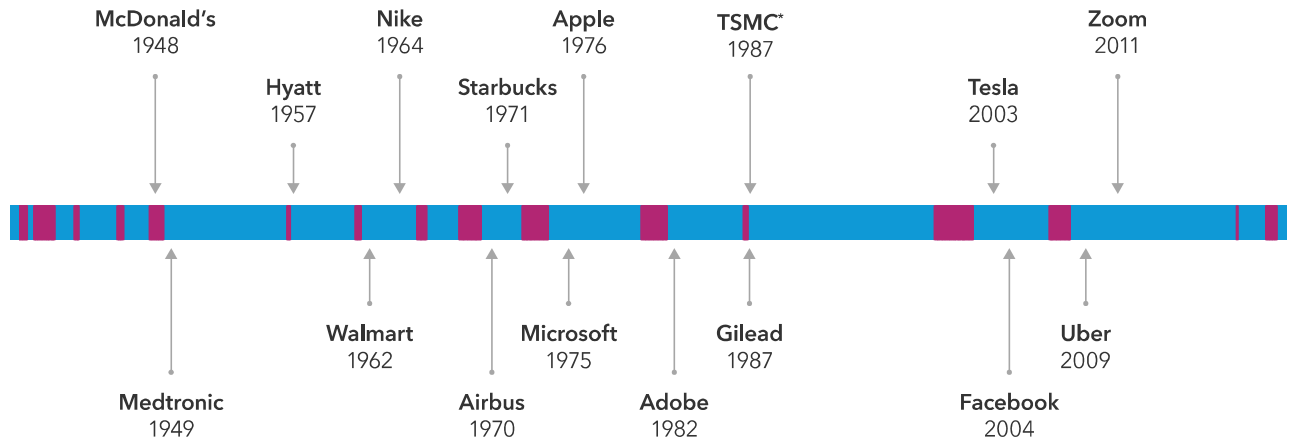 McDonald's
1948
Nike
1964
Apple
1976
TSMC*
1987
Zoom
2011
Hyatt
1957
Starbucks
1971
Tesla
2003
Walmart
1962
Microsoft
1975
Gilead
1987
Uber
2009
Medtronic
1949
Airbus
1970
Adobe
1982
Facebook
2004